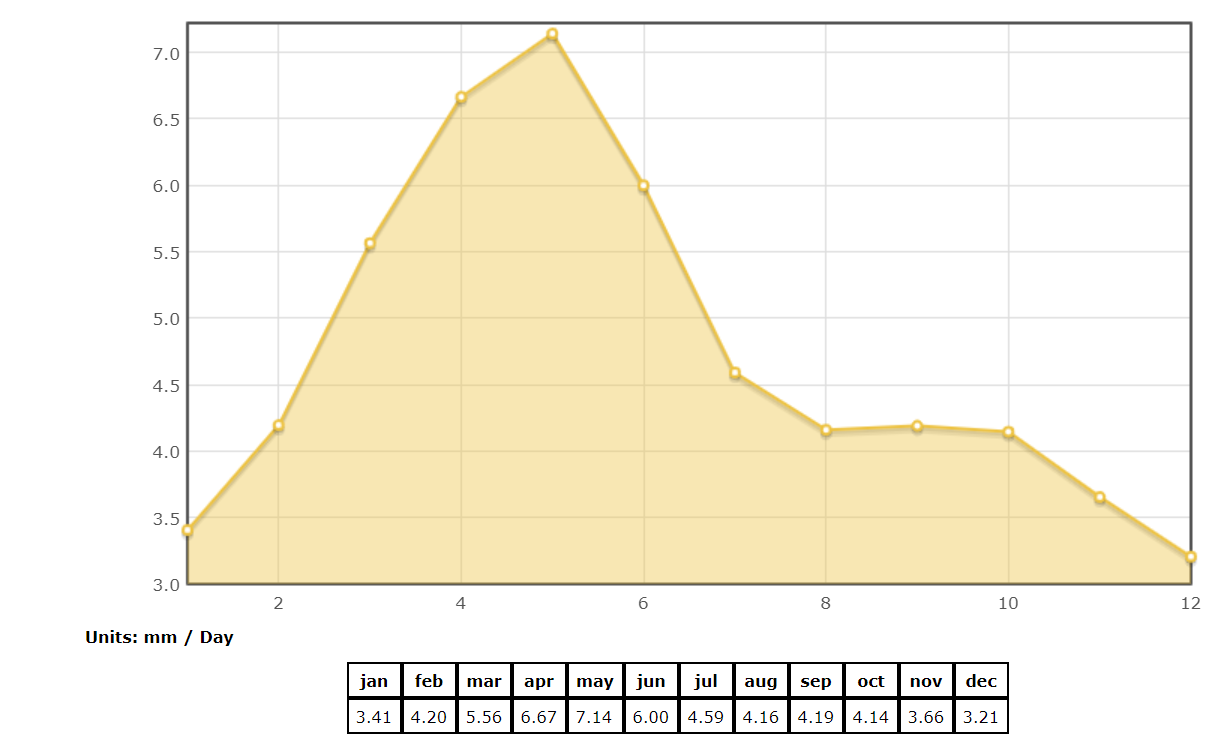 7.0
6.5
6.0
5.5
5.0
4.5
4.0
3.5
3.0
2 4 6 8 10 12
Units: mm / Day
jan feb mar apr may jun jul aug sep oct nov dec
3.41 4.20 5.56 6.67 7.14 6.00 4.59 4.16 4.19 4.14 3.66 3.21